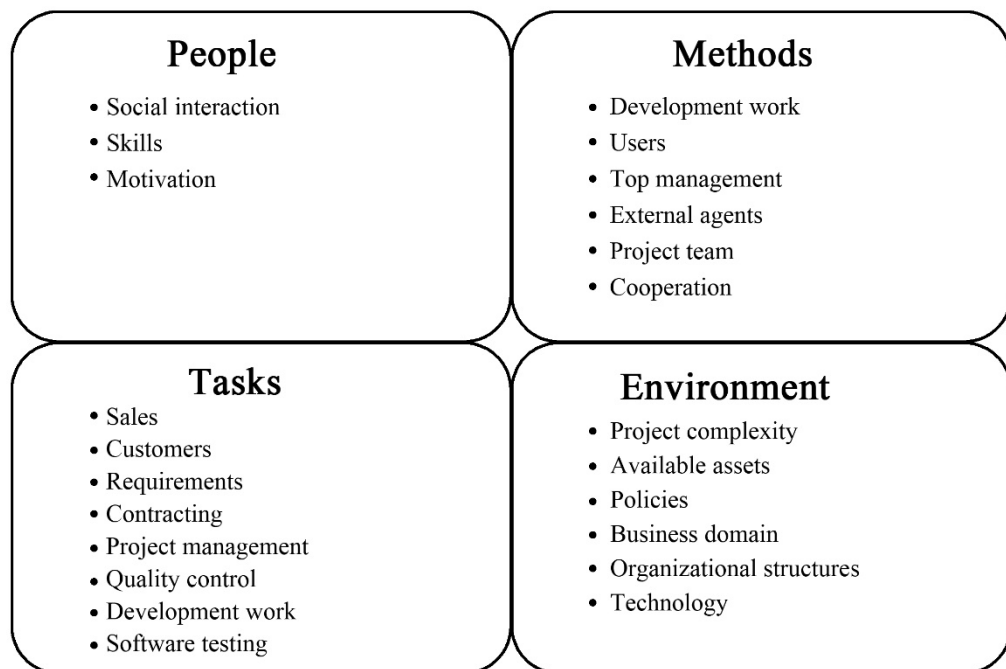 People
• Social interaction
• Skills
• Motivation
Methods
• Development work
• Users
• Top management
• External agents
• Project team
• Cooperation
Tasks
• Sales
• Customers
• Requirements
• Contracting
• Project management
• Quality control
• Development work
• Software testing
Environment
• Project complexity
• Available assets
• Policies
• Business domain
• Organizational structures
• Technology